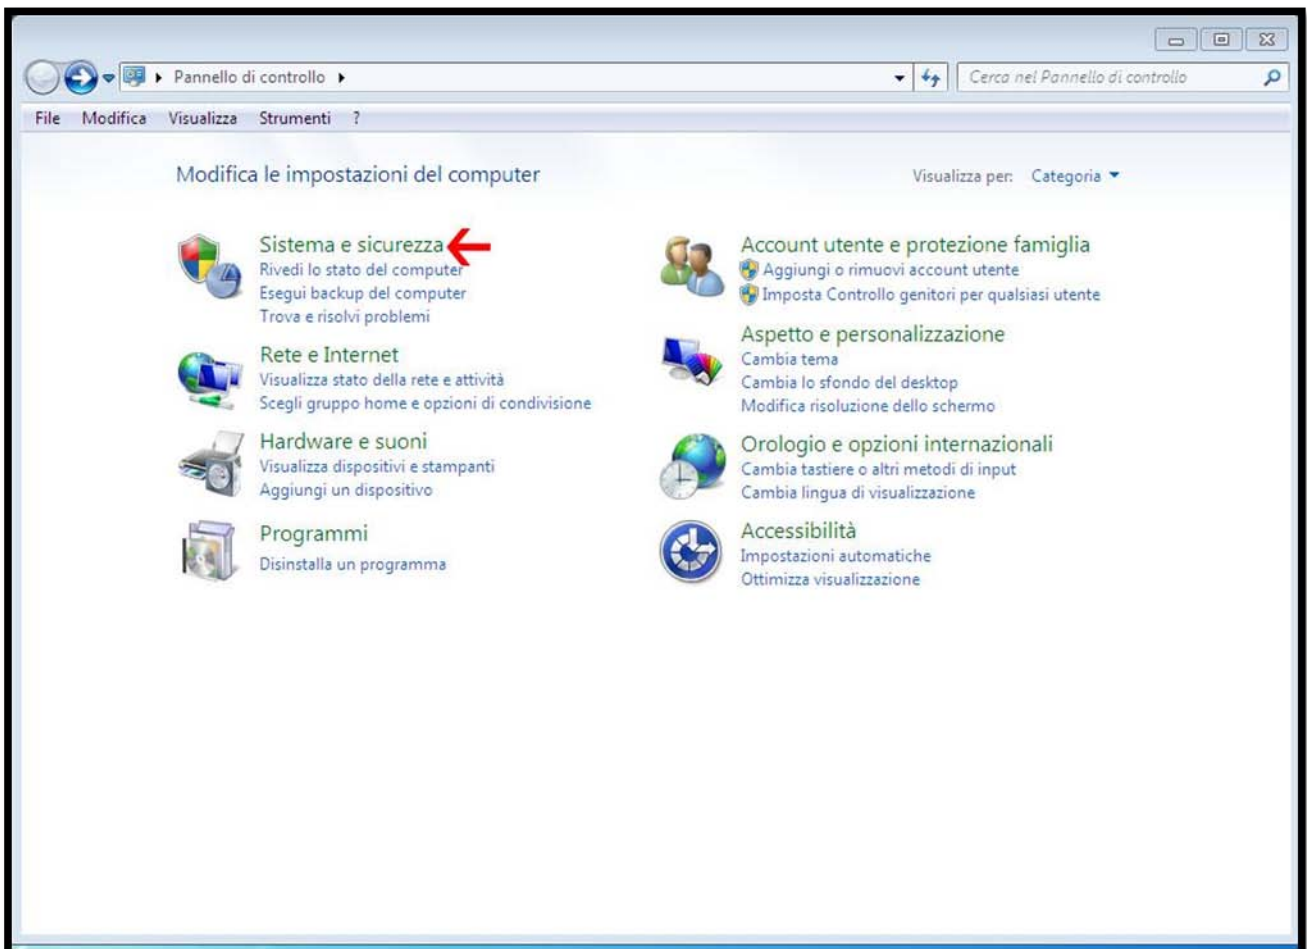 Pannello di controllo
Cerca nel Pannello di controllo
File Modifica Visualizza Strumenti ?
Modifica le impostazioni del computer
Visualizza per: Categoria
Sistema e sicurezza
Rivedi lo stato del computer
Esegui backup del computer
Trova e risolvi problemi
Rete e Internet
Visualizza stato della rete e attività
Scegli gruppo home e opzioni di condivisione
Hardware e suoni
Visualizza dispositivi e stampanti
Aggiungi un dispositivo
Programmi
Disinstalla un programma
Account utente e protezione famiglia
Aggiungi o rimuovi account utente
Imposta Controllo genitori per qualsiasi utente
Aspetto e personalizzazione
Cambia tema
Cambia lo sfondo del desktop
Modifica risoluzione dello schermo
Orologio e opzioni internazionali
Cambia tastiere o altri metodi di input
Cambia lingua di visualizzazione
Accessibilità
Impostazioni automatiche
Ottimizza visualizzazione